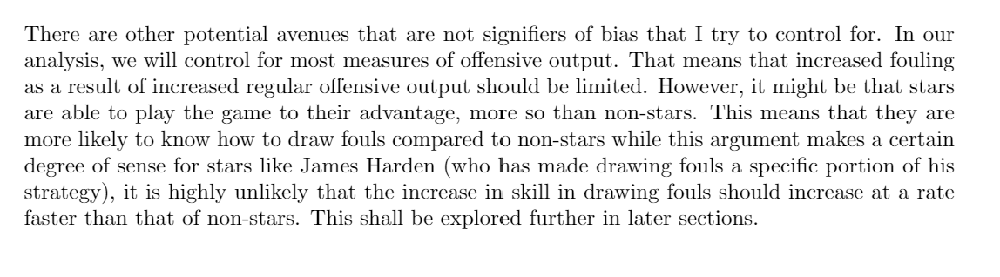 There are other potential avenues that are not signifiers of bias that I try to control for. In our
analysis, we will control for most measures of offensive output. That means that increased fouling
as a result of increased regular offensive output should be limited. However, it might be that stars
are able to play the game to their advantage, more so than non-stars. This means that they are
more likely to know how to draw fouls compared to non-stars while this argument makes a certain
degree of sense for stars like James Harden (who has made drawing fouls a specific portion of his
strategy), it is highly unlikely that the increase in skill in drawing fouls should increase at a rate
faster than that of non-stars. This shall be explored further in later sections.